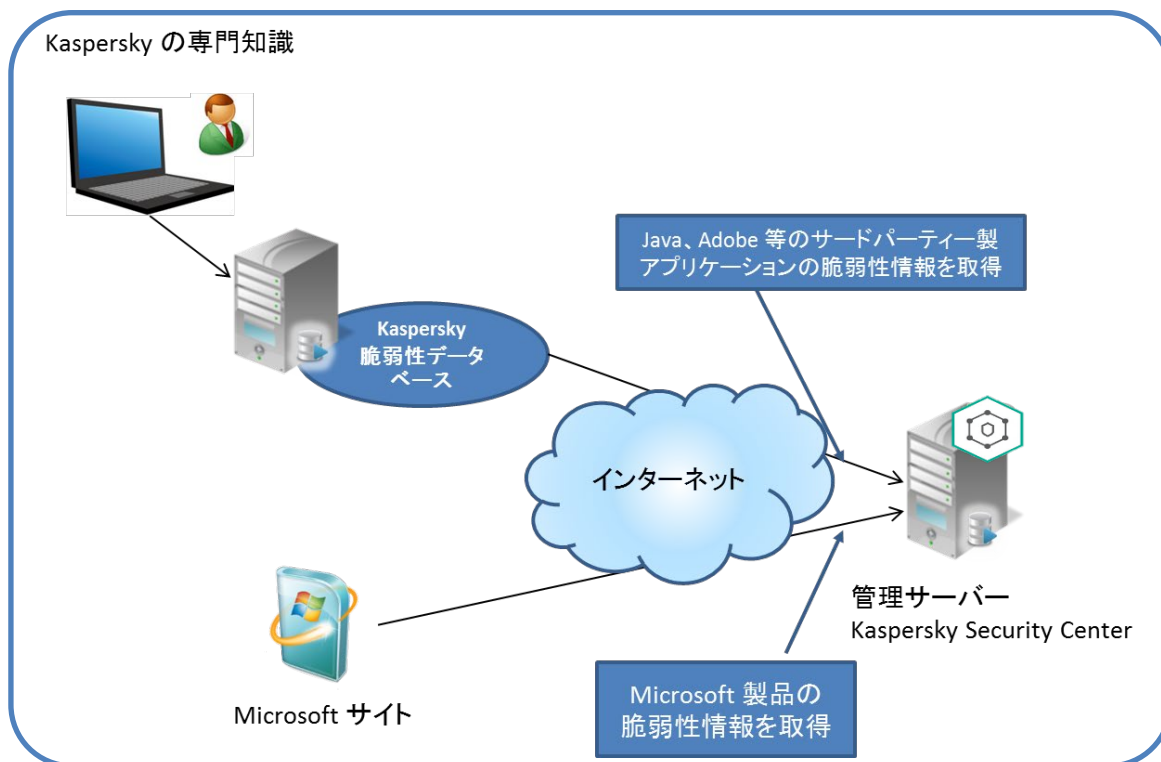 Kaspersky の専門知識
Java、Adobe 等のサードパーティー製
アプリケーションの脆弱性情報を取得
Kaspersky
脆弱性データ
ベース
インターネット
管理サーバー
Kaspersky Security Center
Microsoft サイト
Microsoft 製品の
脆弱性情報を取得